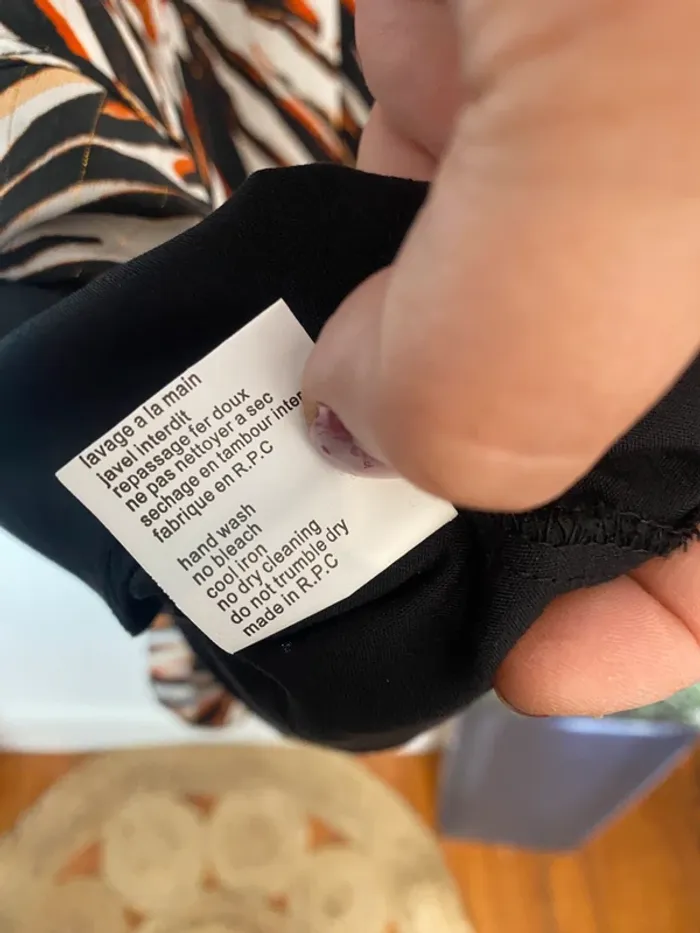 lavage a la main
javel interdit
repassage fer doux
ne pas nettoyer a sec
sechage en tambour inter
fabrique en R.P.C
hand wash
no bleach
cool iron
no dry cleaning
do not trumble dry
made in R.P.C